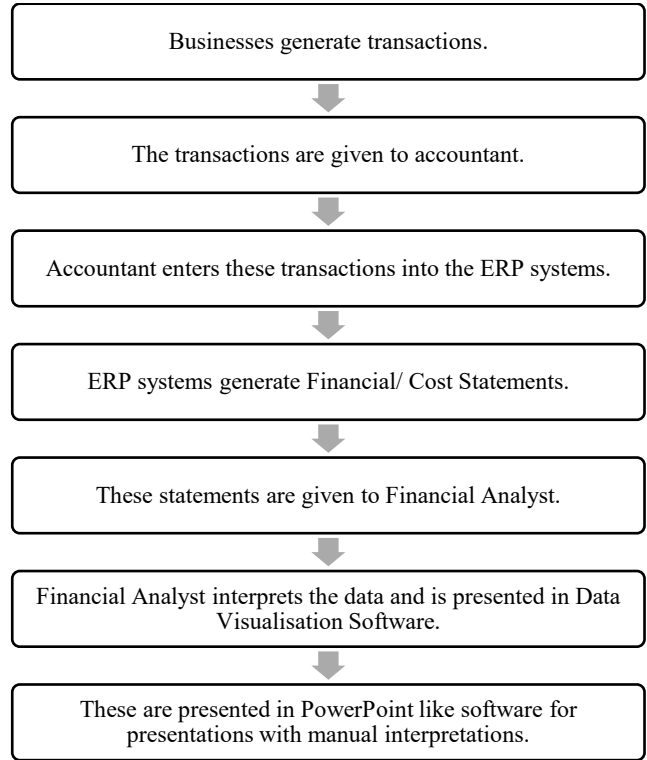 Businesses generate transactions.
The transactions are given to accountant.
Accountant enters these transactions into the ERP systems.
ERP systems generate Financial/ Cost Statements.
These statements are given to Financial Analyst.
Financial Analyst interprets the data and is presented in Data
Visualisation Software.
These are presented in PowerPoint like software for
presentations with manual interpretations.